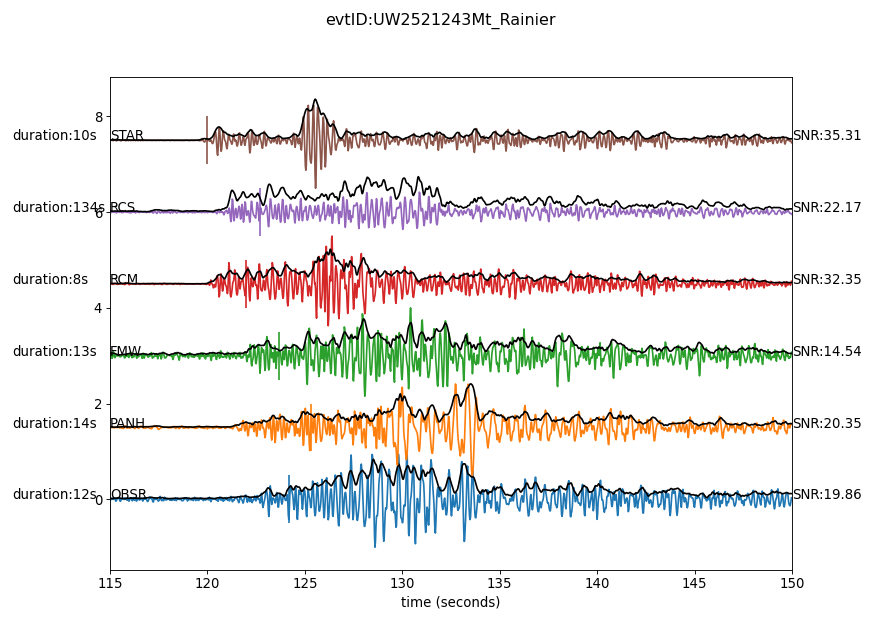 evtID:UW2521243Mt_Rainier
8
duration:10s STAR SNR:35.31
duration:134s RCS SNR:22.17
6
duration:8s RCM SNR:32.35
4
duration:13s FMW SNR:14.54
2
duration:14s PANH SNR:20.35
duration:12s OBSR SNR:19.86
0
115 120 125 130 135 140 145 150
time (seconds)